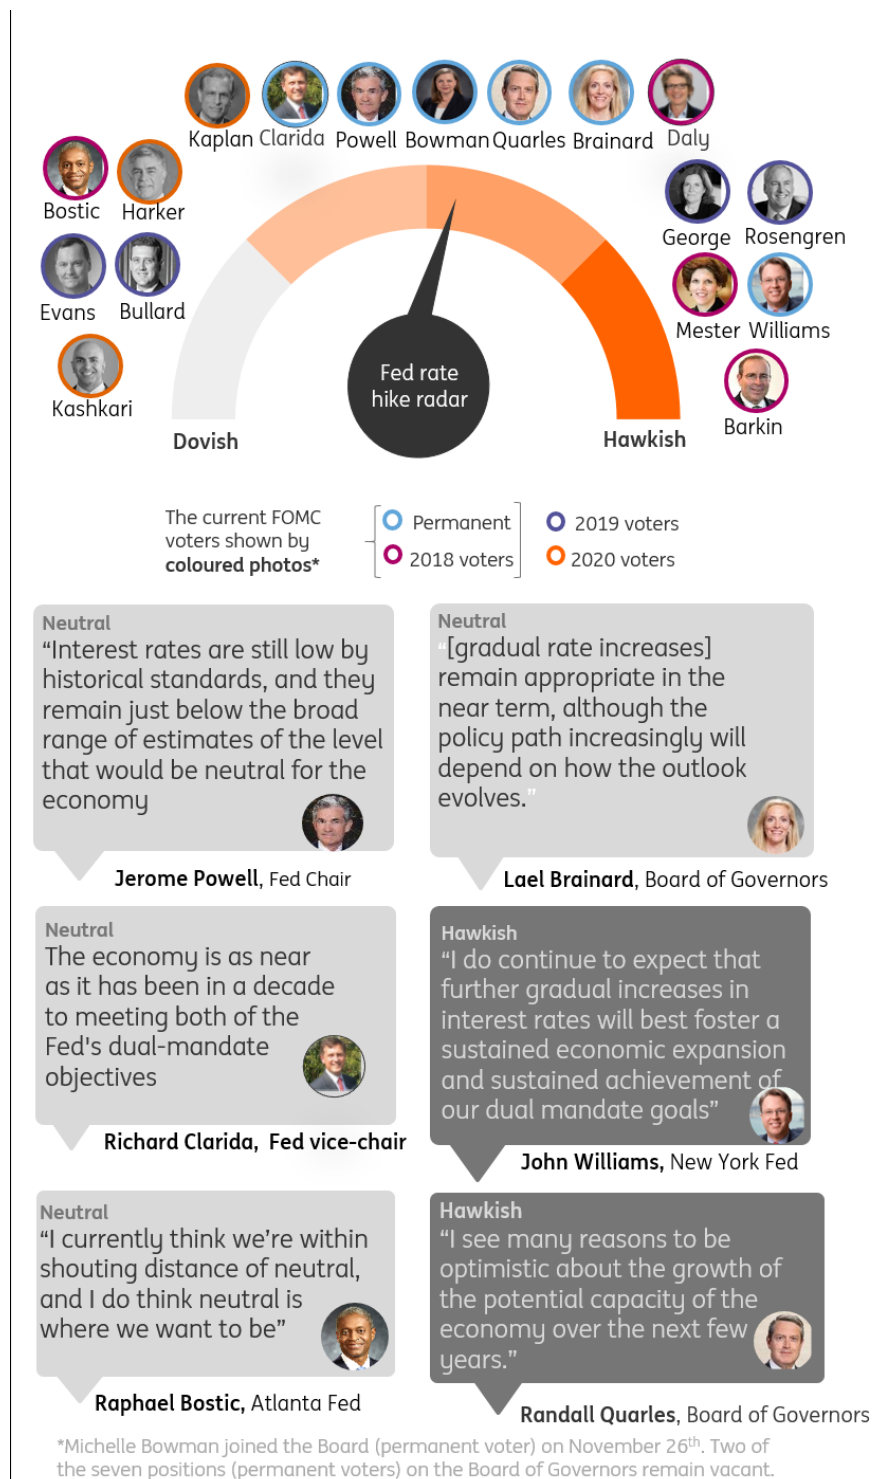 Kaplan Clarida Powell Bowman Quarles Brainard Daly
Bostic Harker
George Rosengren
Evans Bullard
Mester Williams
Kashkari
Barkin
Fed rate
hike radar
Dovish
Hawkish
The current FOMC
voters shown by
coloured photos*
Permanent
2018 voters
2019 voters
2020 voters
Neutral
“Interest rates are still low by
historical standards, and they
remain just below the broad
range of estimates of the level
that would be neutral for the
economy
Jerome Powell, Fed Chair
Neutral
“[gradual rate increases]
remain appropriate in the
near term, although the
policy path increasingly will
depend on how the outlook
evolves.”
Lael Brainard, Board of Governors
Neutral
The economy is as near
as it has been in a decade
to meeting both of the
Fed's dual-mandate
objectives
Richard Clarida, Fed vice-chair
Hawkish
“I do continue to expect that
further gradual increases in
interest rates will best foster a
sustained economic expansion
and sustained achievement of
our dual mandate goals”
John Williams, New York Fed
Neutral
“I currently think we’re within
shouting distance of neutral,
and I do think neutral is
where we want to be”
Raphael Bostic, Atlanta Fed
Hawkish
“I see many reasons to be
optimistic about the growth of
the potential capacity of the
economy over the next few
years.”
Randall Quarles, Board of Governors
*Michelle Bowman joined the Board (permanent voter) on November 26th. Two of
the seven positions (permanent voters) on the Board of Governors remain vacant.